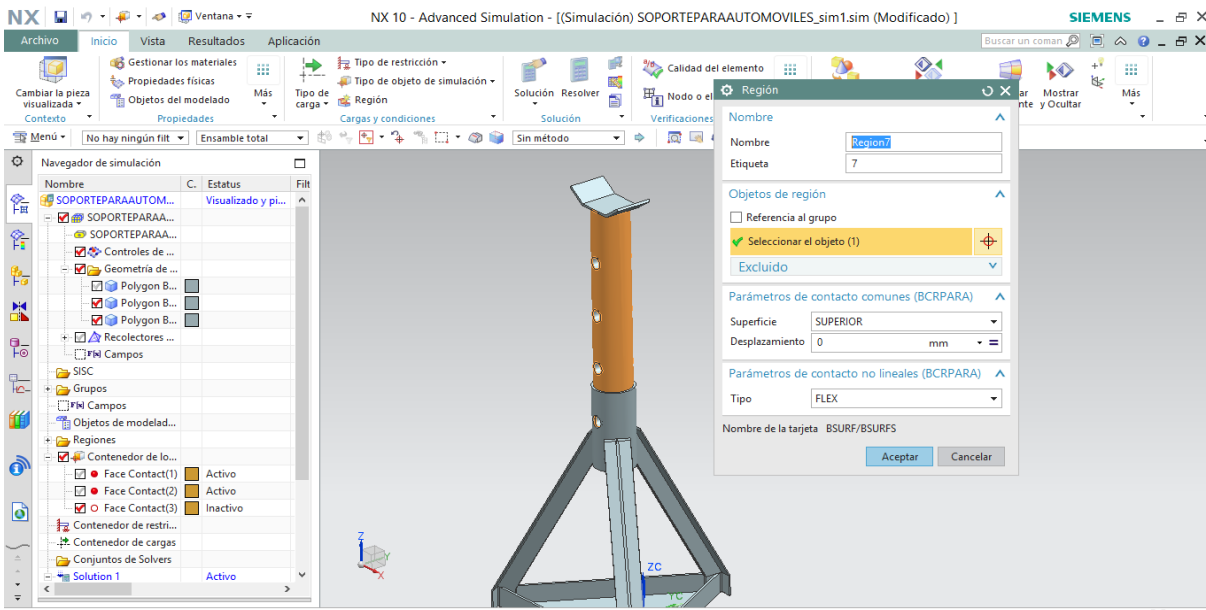 NX Ventana NX 10 - Advanced Simulation - [(Simulación) SOPORTEPARAAUTOMOVILES_sim1.sim (Modificado) ] SIEMENS
Archivo Inicio Vista Resultados Aplicación Buscar un coman
Cambiar la pieza visualizada
Contexto
Gestionar los materiales
Propiedades físicas
Objetos del modelado
Más
Propiedades
Tipo de carga
Tipo de restricción
Tipo de objeto de simulación
Región
Cargas y condiciones
Solución Resolver
Solución
Calidad del elemento
Nodo o el
Verificaciones
Mostrar y Ocultar
Más
Menú No hay ningún filt Ensamble total Sin método
Navegador de simulación
Nombre C. Estatus Filt
SOPORTEPARAAUTOM... Visualizado y pi...
SOPORTEPARAA...
SOPORTEPARAA...
Controles de ...
Geometría de ...
Polygon B...
Polygon B...
Polygon B...
Recolectores ...
F[x] Campos
SISC
Grupos
F[x] Campos
Objetos de modelad...
Regiones
Contenedor de lo...
Face Contact(1) Activo
Face Contact(2) Activo
Face Contact(3) Inactivo
Contenedor de restri...
Contenedor de cargas
Conjuntos de Solvers
Solution 1 Activo
Región
Nombre
Nombre Region7
Etiqueta 7
Objetos de región
Referencia al grupo
Seleccionar el objeto (1)
Excluido
Parámetros de contacto comunes (BCRPARA)
Superficie SUPERIOR
Desplazamiento 0 mm
Parámetros de contacto no lineales (BCRPARA)
Tipo FLEX
Nombre de la tarjeta BSURF/BSURFS
Aceptar Cancelar
Z
Y
X
ZC
YC